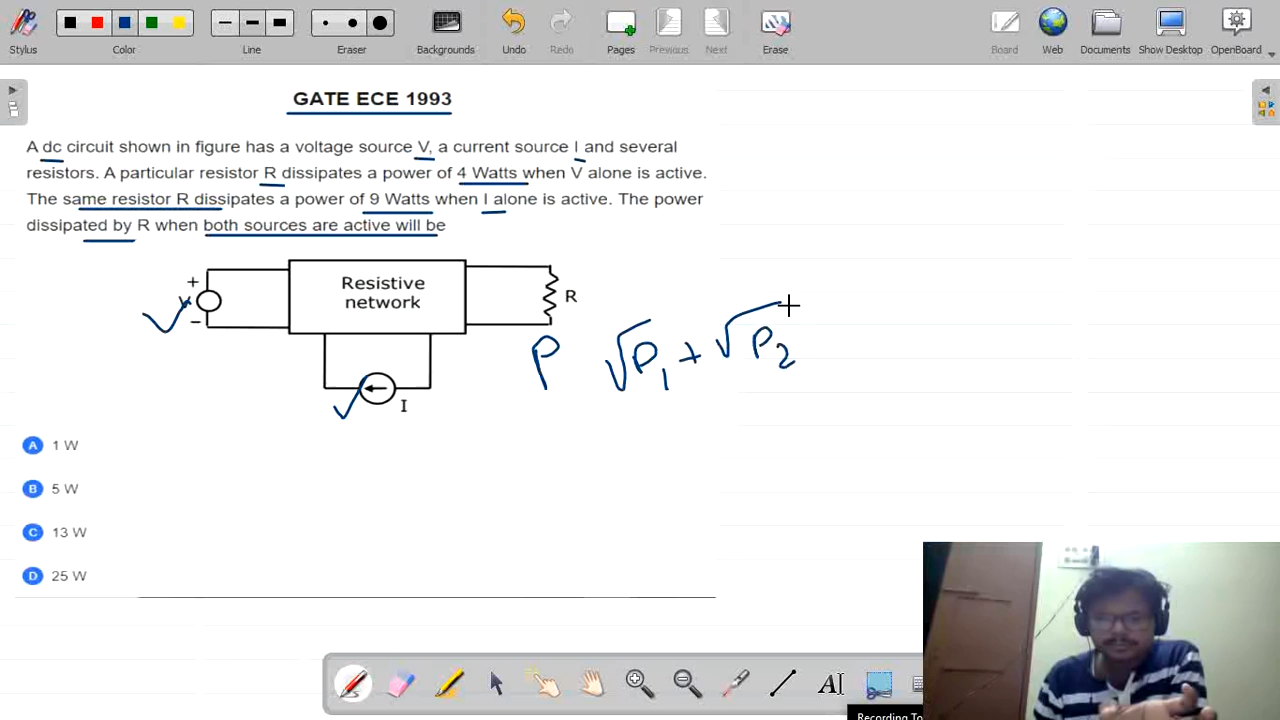 Stylus Color Line Eraser Backgrounds Undo Redo Pages Previous Next Erase Board Web Documents Show Desktop OpenBoard
GATE ECE 1993
A dc circuit shown in figure has a voltage source V, a current source I and several
resistors. A particular resistor R dissipates a power of 4 Watts when V alone is active.
The same resistor R dissipates a power of 9 Watts when I alone is active. The power
dissipated by R when both sources are active will be
+
V
−
Resistive
network
R
I
P √P1 + √P2
A 1 W
B 5 W
C 13 W
D 25 W
AI
Recording To